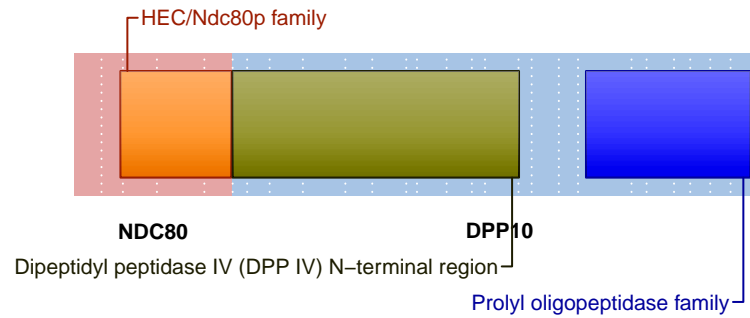 HEC/Ndc80p family
NDC80
DPP10
Dipeptidyl peptidase IV (DPP IV) N−terminal region
Prolyl oligopeptidase family